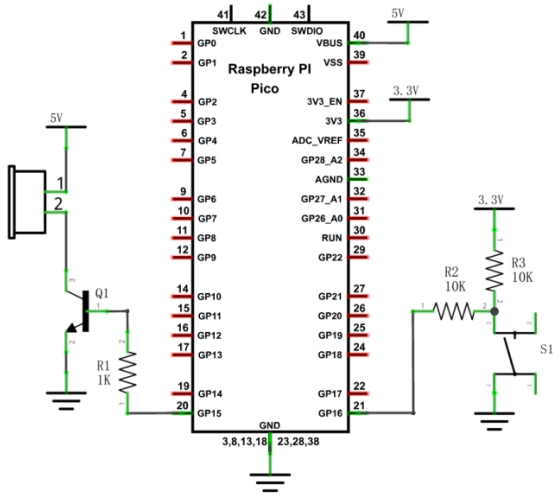 41 42 43
SWCLK GND SWDIO
5V
1 GP0 VBUS 40
2 GP1 VSS 39
Raspberry PI
Pico
4 GP2 3V3_EN 37
3.3V
5 GP3 3V3 36
5V
6 GP4 ADC_VREF 35
7 GP5 GP28_A2 34
AGND 33
1
9 GP6 GP27_A1 32
2
10 GP7 GP26_A0 31
3.3V
11 GP8 RUN 30
12 GP9 GP22 29
1
R3
10K
R2
10K
3
14 GP10 GP21 27
Q1
15 GP11 GP20 26
1
1 2 2
16 GP12 GP19 25
2 2
17 GP13 GP18 24
S1
R1
1K
19 GP14 GP17 22
1
20 GP15 GP16 21
GND
3,8,13,18 23,28,38